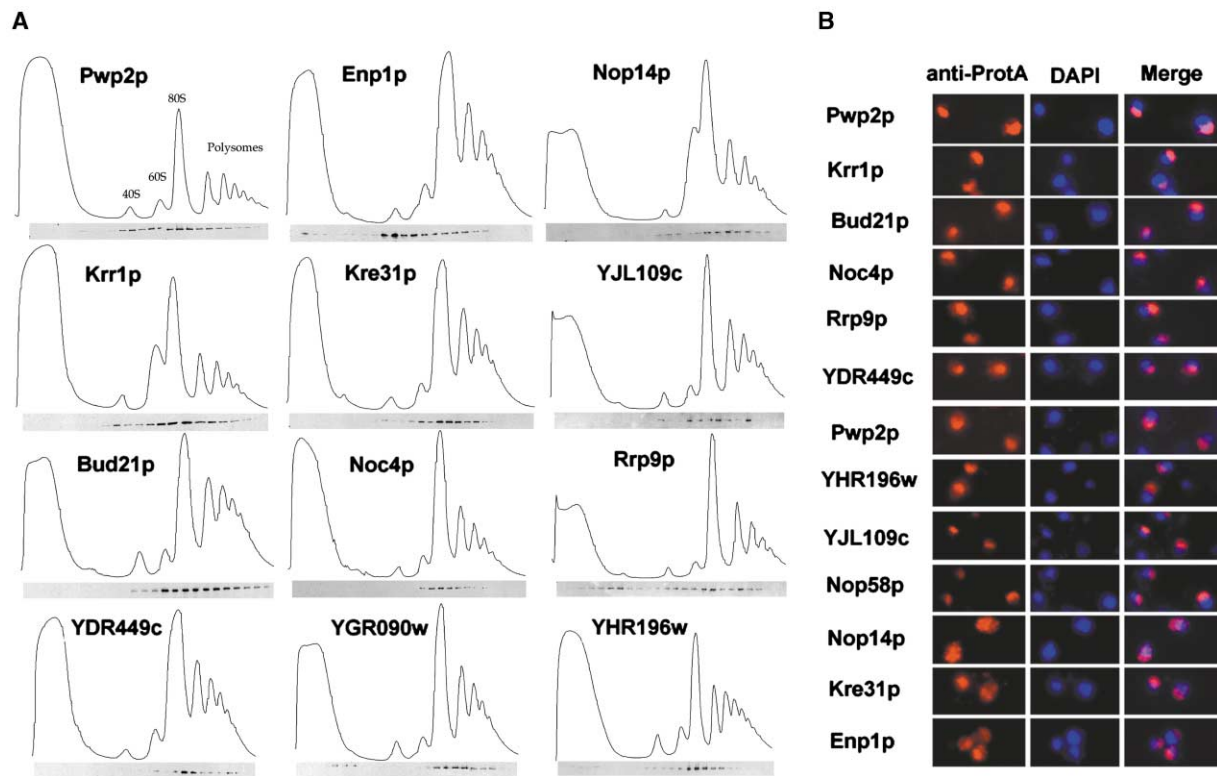 A
Pwp2p
Enp1p
Nop14p
40S
60S
80S
Polysomes
Krr1p
Kre31p
YJL109c
Bud21p
Noc4p
Rrp9p
YDR449c
YGR090w
YHR196w
B
anti-ProtA DAPI Merge
Pwp2p
Krr1p
Bud21p
Noc4p
Rrp9p
YDR449c
Pwp2p
YHR196w
YJL109c
Nop58p
Nop14p
Kre31p
Enp1p